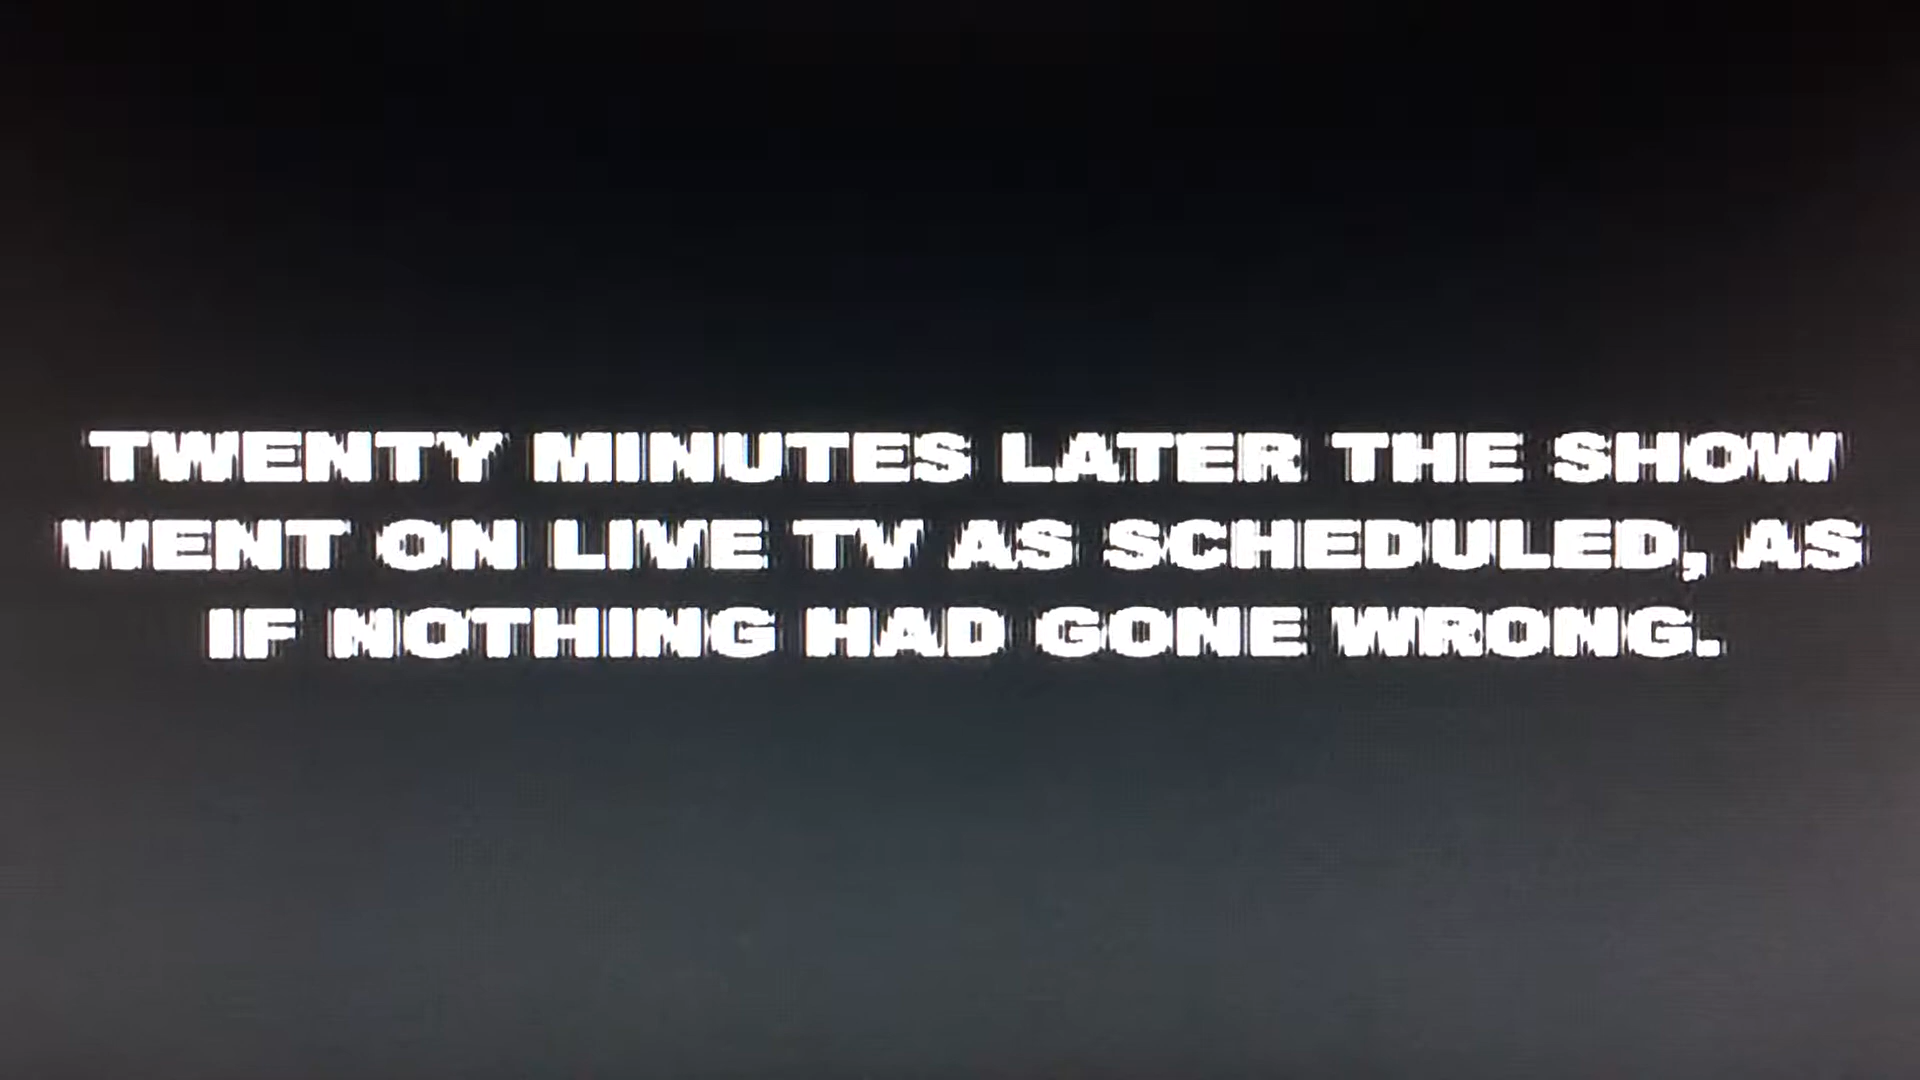 TWENTY MINUTES LATER THE SHOW
WENT ON LIVE TV AS SCHEDULED, AS
IF NOTHING HAD GONE WRONG.